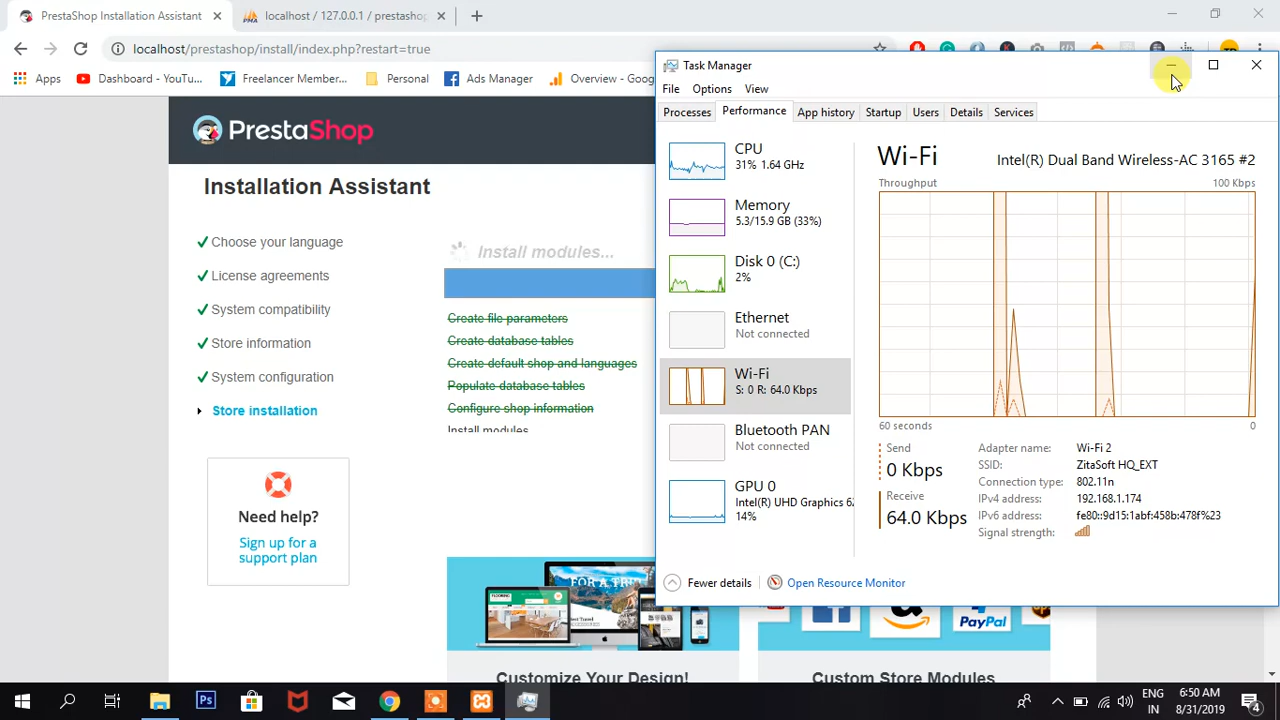 PrestaShop Installation Assistant
localhost / 127.0.0.1 / prestashop
localhost/prestashop/install/index.php?restart=true
Apps
Dashboard - YouTu...
Freelancer Member...
Personal
Ads Manager
Overview - Goog
PrestaShop
Installation Assistant
Choose your language
License agreements
System compatibility
Store information
System configuration
Store installation
Need help?
Sign up for a
support plan
Install modules...
Create file parameters
Create database tables
Create default shop and languages
Populate database tables
Configure shop information
Install modules
FOR A TRU
Customize Your Design!
PayPal
Custom Store Modules
Task Manager
File Options View
Processes Performance App history Startup Users Details Services
CPU
31% 1.64 GHz
Memory
5.3/15.9 GB (33%)
Disk 0 (C:)
2%
Ethernet
Not connected
Wi-Fi
S: 0 R: 64.0 Kbps
Bluetooth PAN
Not connected
GPU 0
Intel(R) UHD Graphics 62
14%
Wi-Fi
Intel(R) Dual Band Wireless-AC 3165 #2
Throughput
100 Kbps
60 seconds
0
Send
0 Kbps
Receive
64.0 Kbps
Adapter name: Wi-Fi 2
SSID: ZitaSoft HQ_EXT
Connection type: 802.11n
IPv4 address: 192.168.1.174
IPv6 address: fe80::9d15:1abf:458b:478f%23
Signal strength:
Fewer details
Open Resource Monitor
ENG
IN
6:50 AM
8/31/2019
4